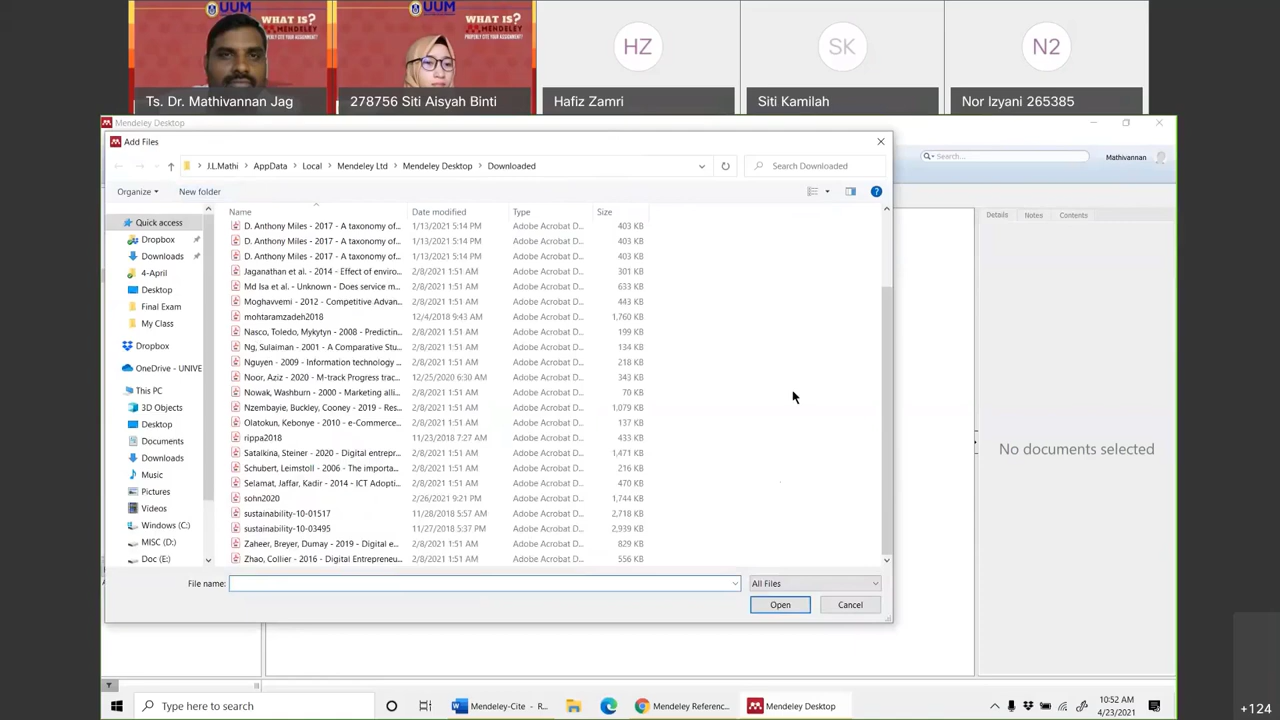 UUM
WHAT IS?
MENDELEY
PROPERLY CITE YOUR ASSIGNMENT?
UUM
WHAT IS?
MENDELEY
PROPERLY CITE YOUR ASSIGNMENT?
HZ
SK
N2
Ts. Dr. Mathivannan Jag
278756 Siti Aisyah Binti
Hafiz Zamri
Siti Kamilah
Nor Izyani 265385
Mendeley Desktop
Add Files
J.L.Mathi > AppData > Local > Mendeley Ltd > Mendeley Desktop > Downloaded
Search Downloaded
Search...
Mathivannan
Organize
New folder
Details
Notes
Contents
Name
Date modified
Type
Size
D. Anthony Miles - 2017 - A taxonomy of... 1/13/2021 5:14 PM Adobe Acrobat D... 403 KB
D. Anthony Miles - 2017 - A taxonomy of... 1/13/2021 5:14 PM Adobe Acrobat D... 403 KB
D. Anthony Miles - 2017 - A taxonomy of... 1/13/2021 5:14 PM Adobe Acrobat D... 403 KB
Jaganathan et al. - 2014 - Effect of enviro... 2/8/2021 1:51 AM Adobe Acrobat D... 301 KB
Md Isa et al. - Unknown - Does service m... 2/8/2021 1:51 AM Adobe Acrobat D... 633 KB
Moghavvemi - 2012 - Competitive Advan... 2/8/2021 1:51 AM Adobe Acrobat D... 443 KB
mohtaramzadeh2018 12/4/2018 9:43 AM Adobe Acrobat D... 1,760 KB
Nasco, Toledo, Mykytyn - 2008 - Predictin... 2/8/2021 1:51 AM Adobe Acrobat D... 199 KB
Ng, Sulaiman - 2001 - A Comparative Stu... 2/8/2021 1:51 AM Adobe Acrobat D... 134 KB
Nguyen - 2009 - Information technology ... 2/8/2021 1:51 AM Adobe Acrobat D... 218 KB
Noor, Aziz - 2020 - M-track Progress trac... 12/25/2020 6:30 AM Adobe Acrobat D... 343 KB
Nowak, Washburn - 2000 - Marketing alli... 2/8/2021 1:51 AM Adobe Acrobat D... 70 KB
Nzembayie, Buckley, Cooney - 2019 - Res... 2/8/2021 1:51 AM Adobe Acrobat D... 1,079 KB
Olatokun, Kebonye - 2010 - e-Commerce... 2/8/2021 1:51 AM Adobe Acrobat D... 137 KB
rippa2018 11/23/2018 7:27 AM Adobe Acrobat D... 433 KB
Satalkina, Steiner - 2020 - Digital entrepr... 2/8/2021 1:51 AM Adobe Acrobat D... 1,471 KB
Schubert, Leimstoll - 2006 - The importa... 2/8/2021 1:51 AM Adobe Acrobat D... 216 KB
Selamat, Jaffar, Kadir - 2014 - ICT Adopti... 2/8/2021 1:51 AM Adobe Acrobat D... 470 KB
sohn2020 2/26/2021 9:21 PM Adobe Acrobat D... 1,744 KB
sustainability-10-01517 11/28/2018 5:57 AM Adobe Acrobat D... 2,718 KB
sustainability-10-03495 11/27/2018 5:37 PM Adobe Acrobat D... 2,939 KB
Zaheer, Breyer, Dumay - 2019 - Digital e... 2/8/2021 1:51 AM Adobe Acrobat D... 829 KB
Zhao, Collier - 2016 - Digital Entrepreneu... 2/8/2021 1:51 AM Adobe Acrobat D... 556 KB
Quick access
Dropbox
Downloads
4-April
Desktop
Final Exam
My Class
Dropbox
OneDrive - UNIVE
This PC
3D Objects
Desktop
Documents
Downloads
Music
Pictures
Videos
Windows (C:)
MISC (D:)
Doc (E:)
No documents selected
File name:
All Files
Open
Cancel
Type here to search
Mendeley-Cite - R...
Mendeley Referenc...
Mendeley Desktop
10:52 AM
4/23/2021
+124